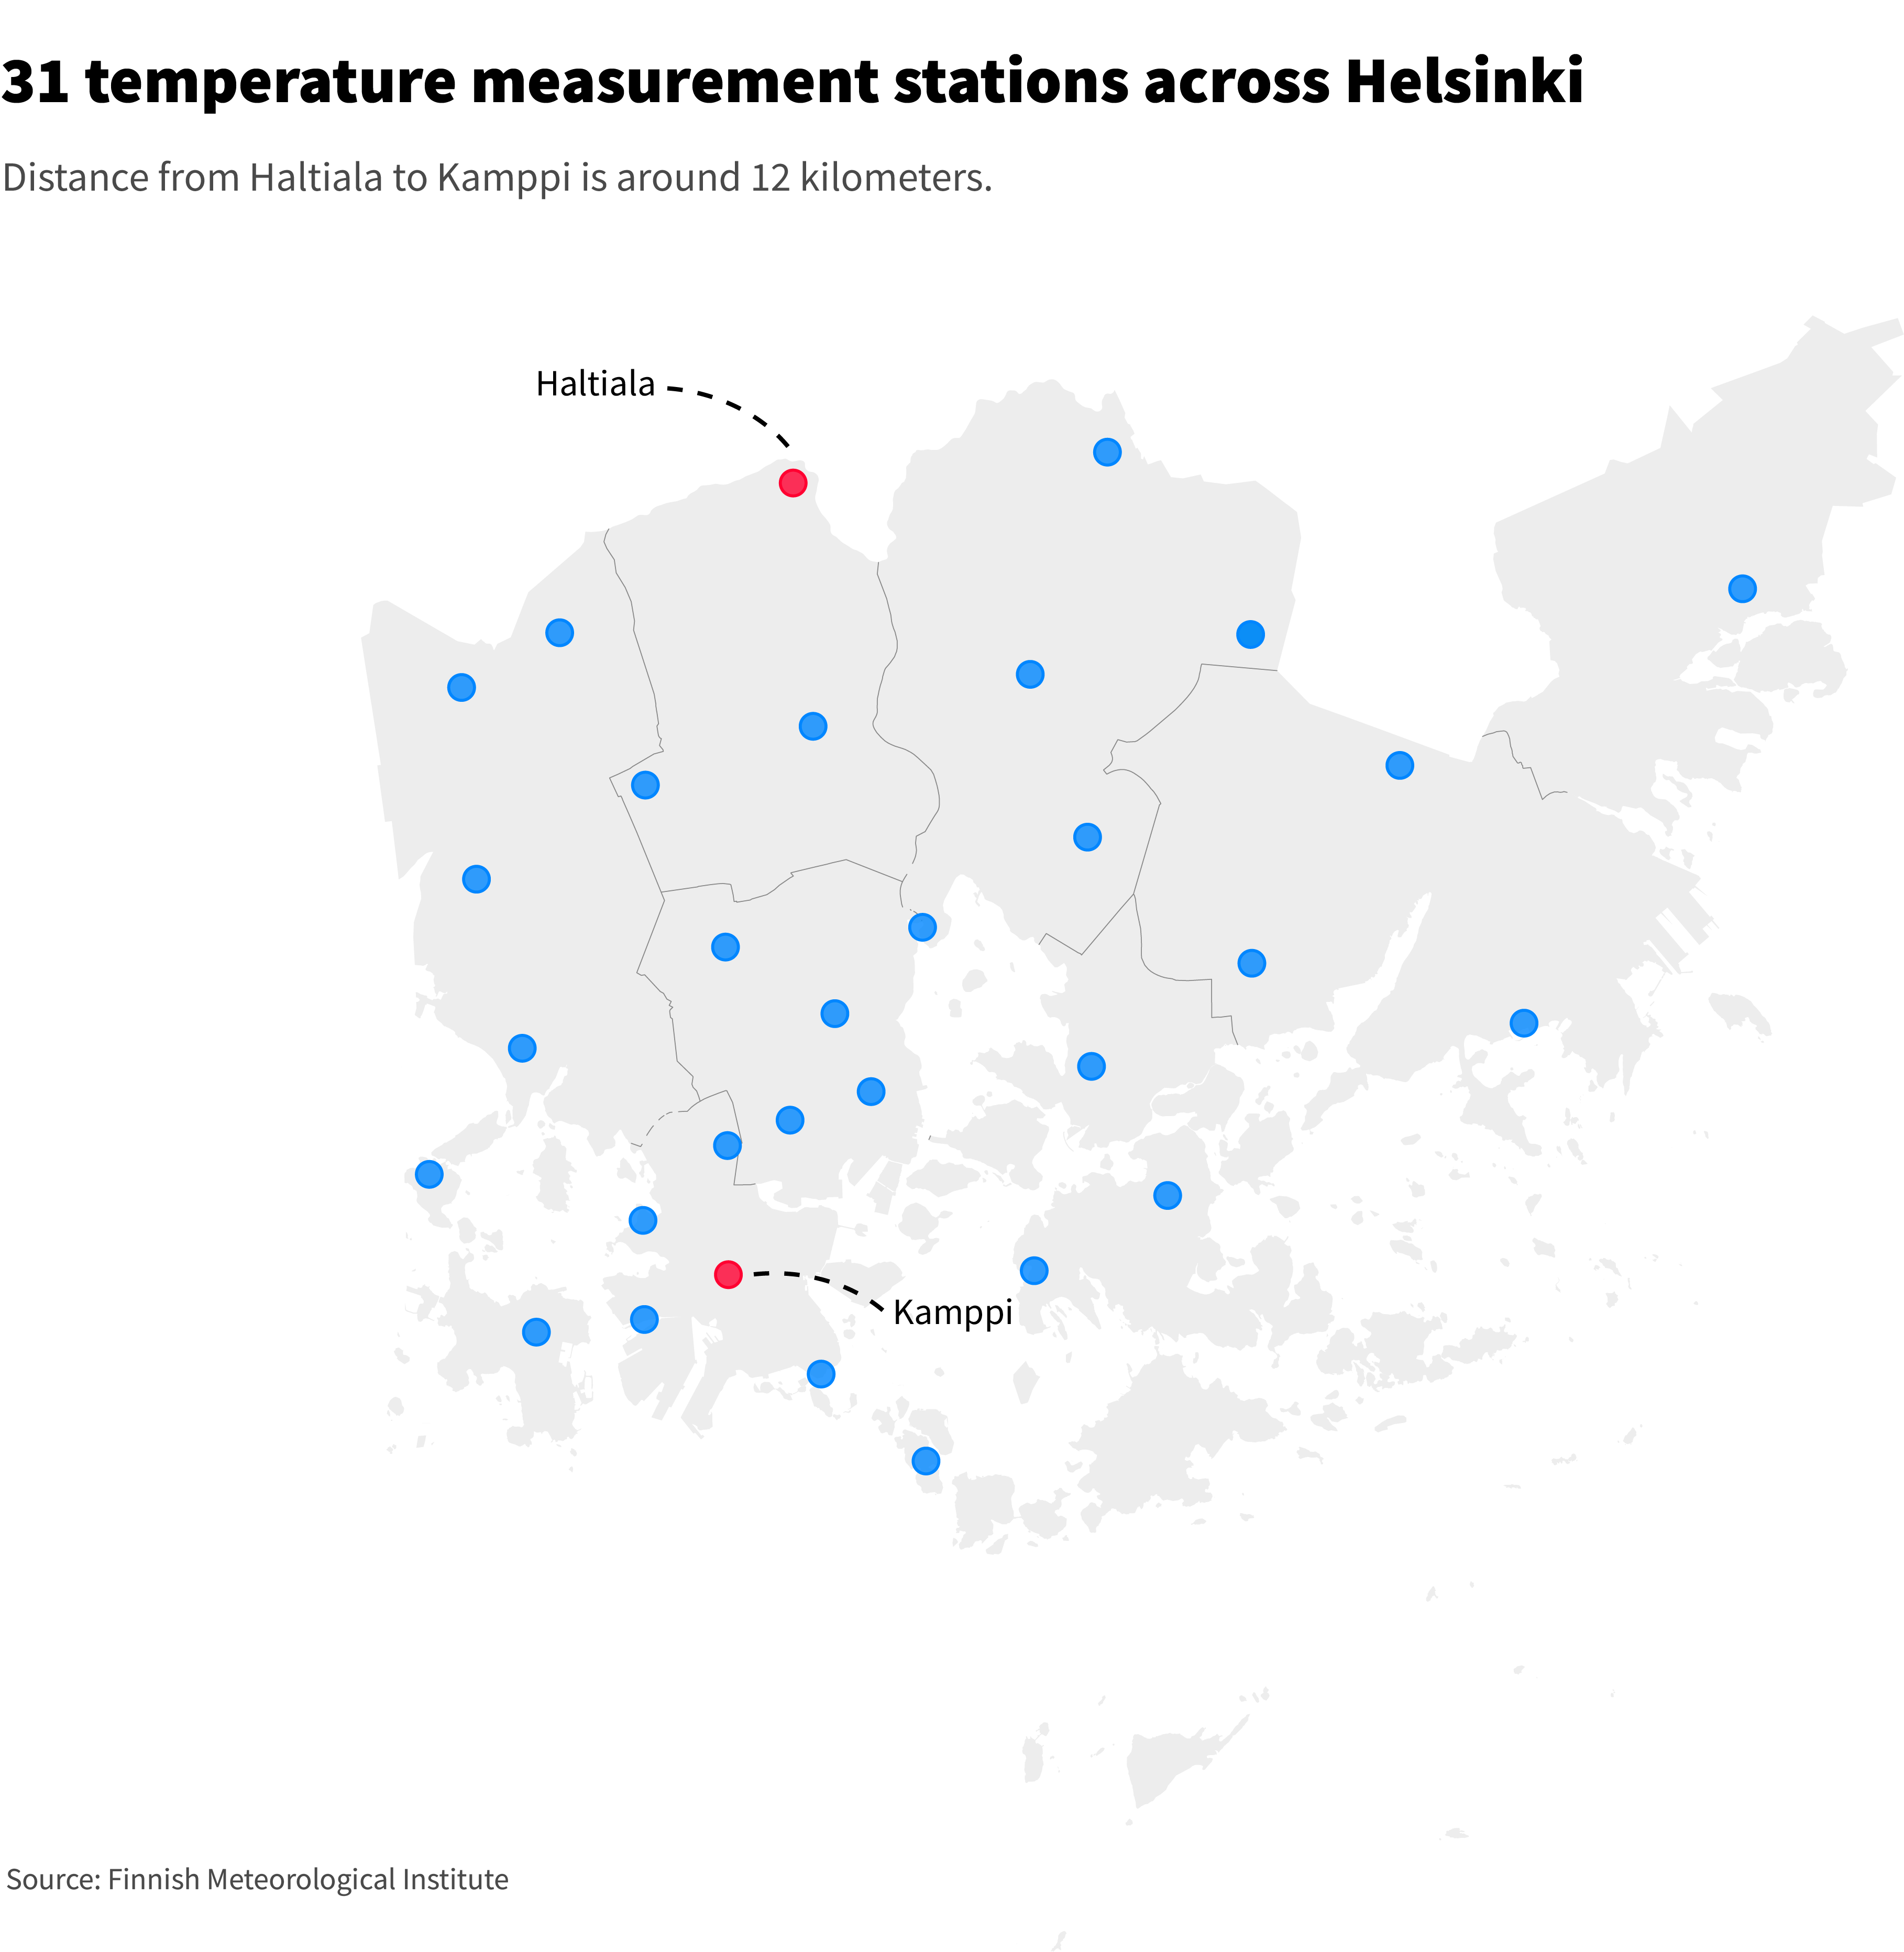 31 temperature measurement stations across Helsinki
Distance from Haltiala to Kamppi is around 12 kilometers.
Haltiala
Kamppi
Source: Finnish Meteorological Institute